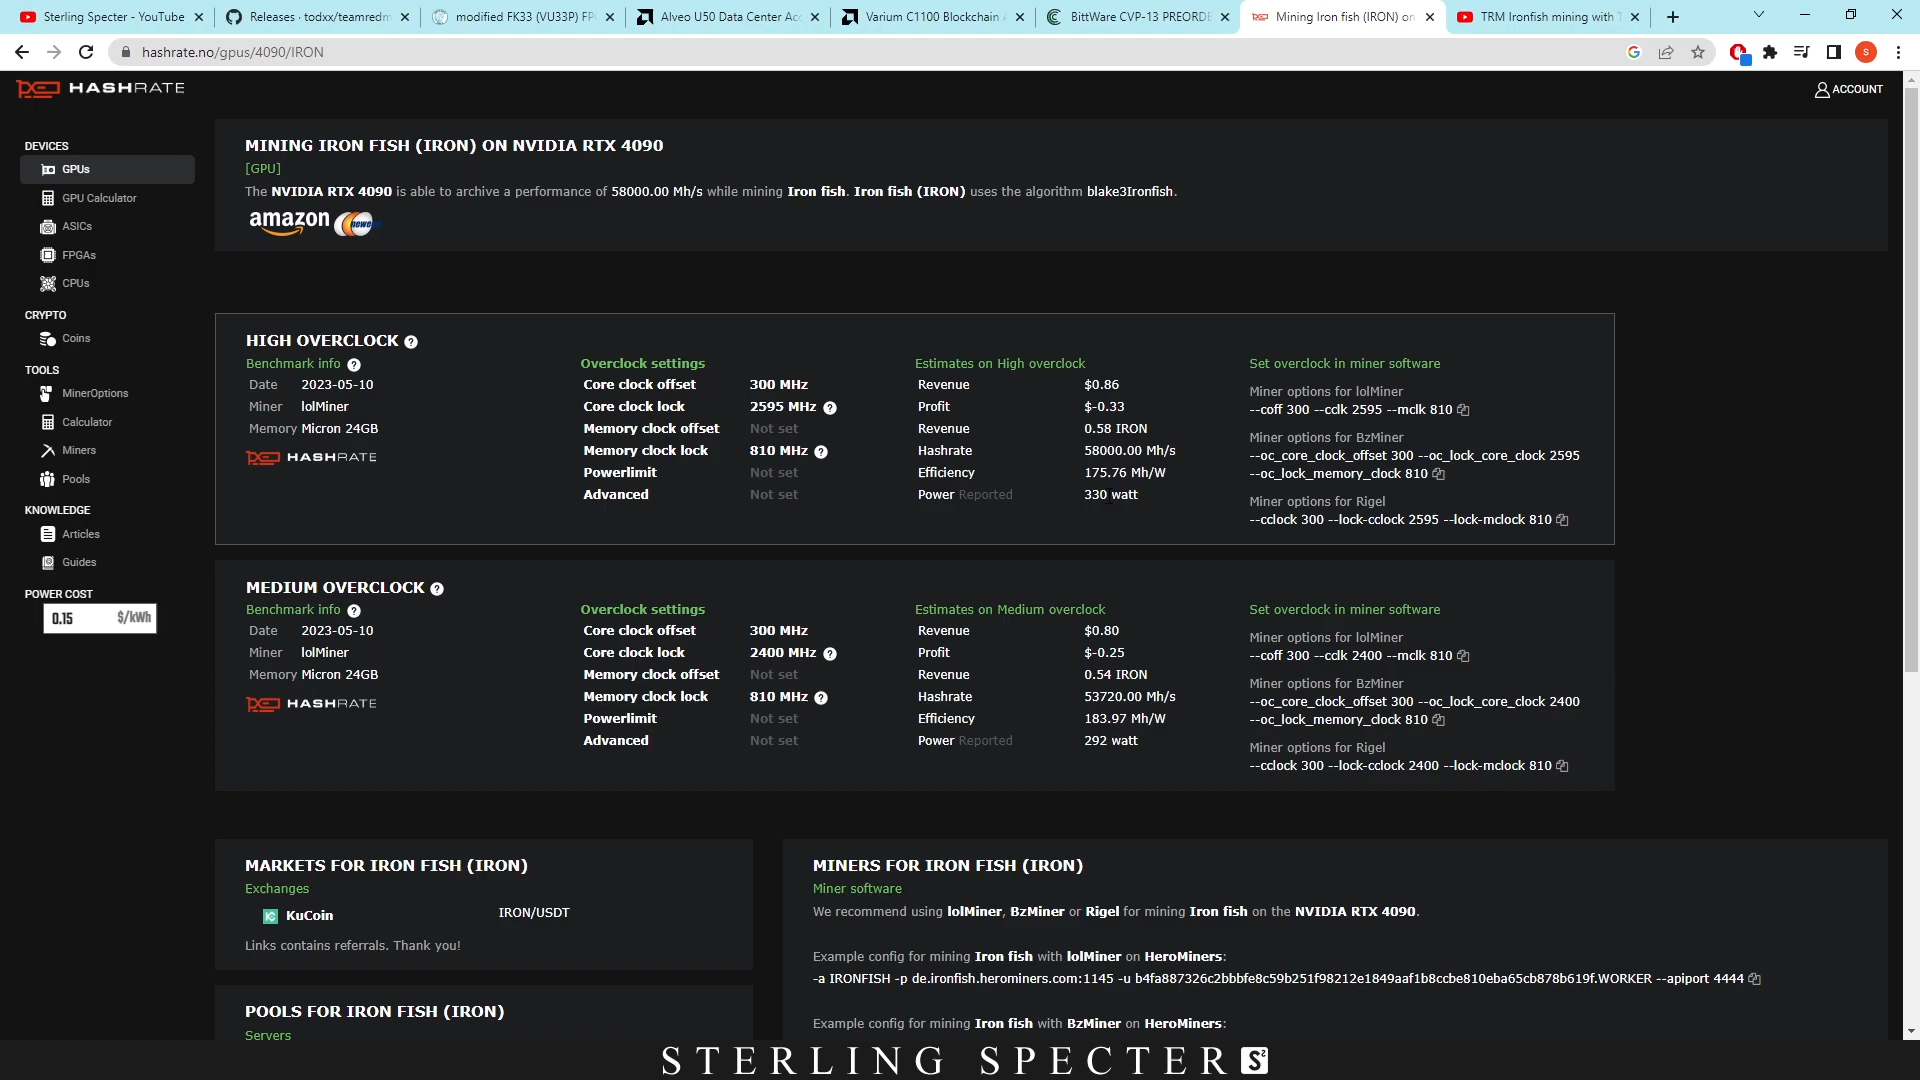 Sterling Specter - YouTube
Releases · todxx/teamredm
modified FK33 (VU33P) FP
Alveo U50 Data Center Acc
Varium C1100 Blockchain A
BittWare CVP-13 PREORDE
Mining Iron fish (IRON) on
TRM Ironfish mining with T
hashrate.no/gpus/4090/IRON
S
HASHRATE
ACCOUNT
DEVICES
GPUs
GPU Calculator
ASICs
FPGAs
CPUs
CRYPTO
Coins
TOOLS
MinerOptions
Calculator
Miners
Pools
KNOWLEDGE
Articles
Guides
POWER COST
0.15 $/kWh
MINING IRON FISH (IRON) ON NVIDIA RTX 4090
[GPU]
The NVIDIA RTX 4090 is able to archive a performance of 58000.00 Mh/s while mining Iron fish. Iron fish (IRON) uses the algorithm blake3Ironfish.
amazon newegg
HIGH OVERCLOCK ?
Benchmark info ?
Date 2023-05-10
Miner lolMiner
Memory Micron 24GB
HASHRATE
Overclock settings
Core clock offset 300 MHz
Core clock lock 2595 MHz ?
Memory clock offset Not set
Memory clock lock 810 MHz ?
Powerlimit Not set
Advanced Not set
Estimates on High overclock
Revenue $0.86
Profit $-0.33
Revenue 0.58 IRON
Hashrate 58000.00 Mh/s
Efficiency 175.76 Mh/W
Power Reported 330 watt
Set overclock in miner software
Miner options for lolMiner
--coff 300 --cclk 2595 --mclk 810
Miner options for BzMiner
--oc_core_clock_offset 300 --oc_lock_core_clock 2595
--oc_lock_memory_clock 810
Miner options for Rigel
--cclock 300 --lock-cclock 2595 --lock-mclock 810
MEDIUM OVERCLOCK ?
Benchmark info ?
Date 2023-05-10
Miner lolMiner
Memory Micron 24GB
HASHRATE
Overclock settings
Core clock offset 300 MHz
Core clock lock 2400 MHz ?
Memory clock offset Not set
Memory clock lock 810 MHz ?
Powerlimit Not set
Advanced Not set
Estimates on Medium overclock
Revenue $0.80
Profit $-0.25
Revenue 0.54 IRON
Hashrate 53720.00 Mh/s
Efficiency 183.97 Mh/W
Power Reported 292 watt
Set overclock in miner software
Miner options for lolMiner
--coff 300 --cclk 2400 --mclk 810
Miner options for BzMiner
--oc_core_clock_offset 300 --oc_lock_core_clock 2400
--oc_lock_memory_clock 810
Miner options for Rigel
--cclock 300 --lock-cclock 2400 --lock-mclock 810
MARKETS FOR IRON FISH (IRON)
Exchanges
KuCoin IRON/USDT
Links contains referrals. Thank you!
POOLS FOR IRON FISH (IRON)
Servers
MINERS FOR IRON FISH (IRON)
Miner software
We recommend using lolMiner, BzMiner or Rigel for mining Iron fish on the NVIDIA RTX 4090.
Example config for mining Iron fish with lolMiner on HeroMiners:
-a IRONFISH -p de.ironfish.herominers.com:1145 -u b4fa887326c2bbbfe8c59b251f98212e1849aaf1b8ccbe810eba65cb878b619f.WORKER --apiport 4444
Example config for mining Iron fish with BzMiner on HeroMiners:
STERLING SPECTER S²